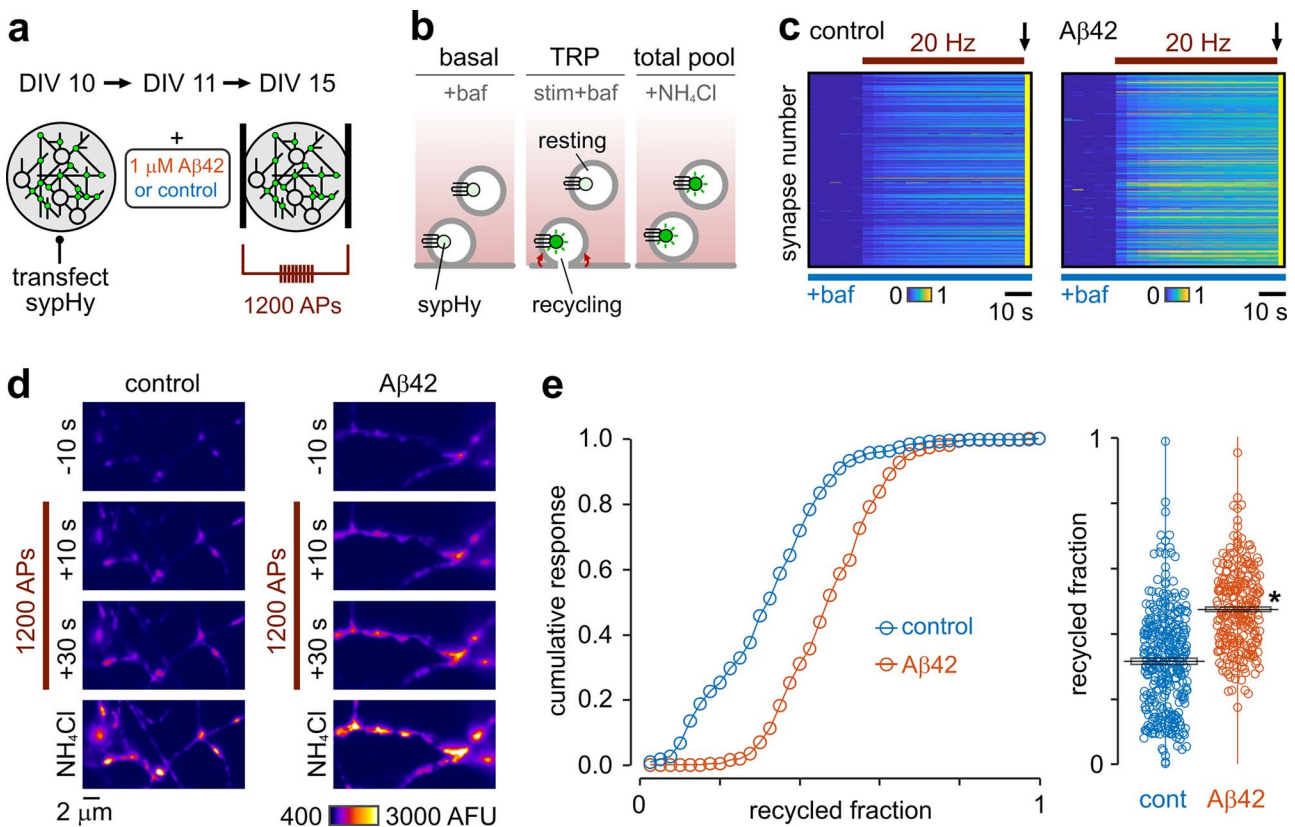 a
DIV 10 → DIV 11 → DIV 15
+
1 μM Aβ42
or control
transfect
sypHy
1200 APs
b
basal
+baf
TRP
stim+baf
total pool
+NH₄Cl
resting
sypHy
recycling
c
control
20 Hz
Aβ42
20 Hz
synapse number
+baf
0 1
10 s
+baf
0 1
10 s
d
control
Aβ42
-10 s
-10 s
1200 APs
+10 s
+30 s
1200 APs
+10 s
+30 s
NH₄Cl
NH₄Cl
2 μm
400 3000 AFU
e
cumulative response
1.0
0.8
0.6
0.4
0.2
0.0
0
1
recycled fraction
control
Aβ42
recycled fraction
1
0
*
cont
Aβ42